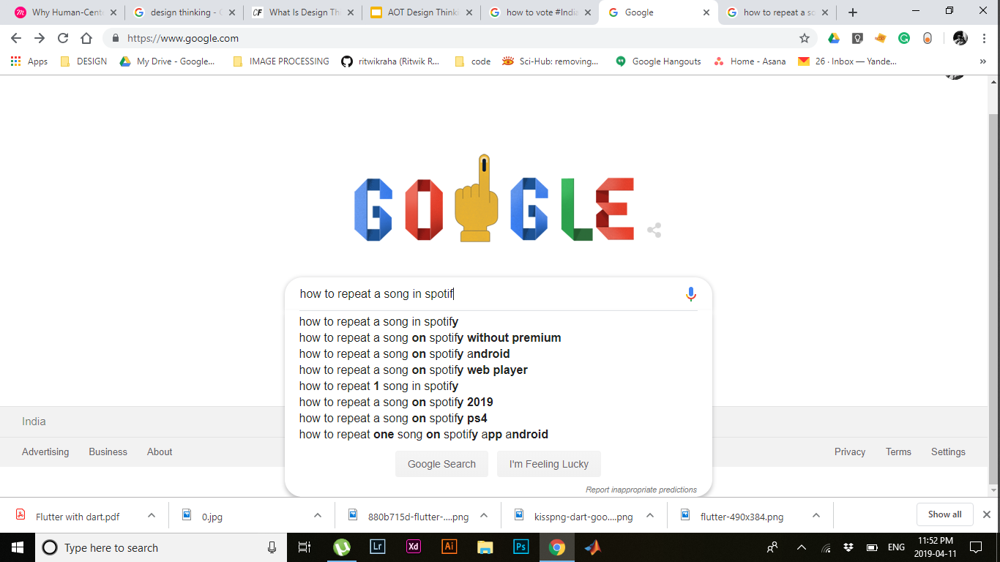 Why Human-Cente
design thinking - G
What Is Design Thi
AOT Design Thinki
how to vote #India
Google
how to repeat a so
https://www.google.com
Apps
DESIGN
My Drive - Google...
IMAGE PROCESSING
ritwikraha (Ritwik R...
code
Sci-Hub: removing...
Google Hangouts
Home - Asana
26 · Inbox — Yande...
»
GO GLE
how to repeat a song in spotif
how to repeat a song in spotify
how to repeat a song on spotify without premium
how to repeat a song on spotify android
how to repeat a song on spotify web player
how to repeat 1 song in spotify
how to repeat a song on spotify 2019
how to repeat a song on spotify ps4
how to repeat one song on spotify app android
Google Search
I'm Feeling Lucky
Report inappropriate predictions
India
Advertising
Business
About
Privacy
Terms
Settings
Flutter with dart.pdf
0.jpg
880b715d-flutter-....png
kisspng-dart-goo....png
flutter-490x384.png
Show all
Type here to search
Lr
Xd
Ai
Ps
ENG
11:52 PM
2019-04-11